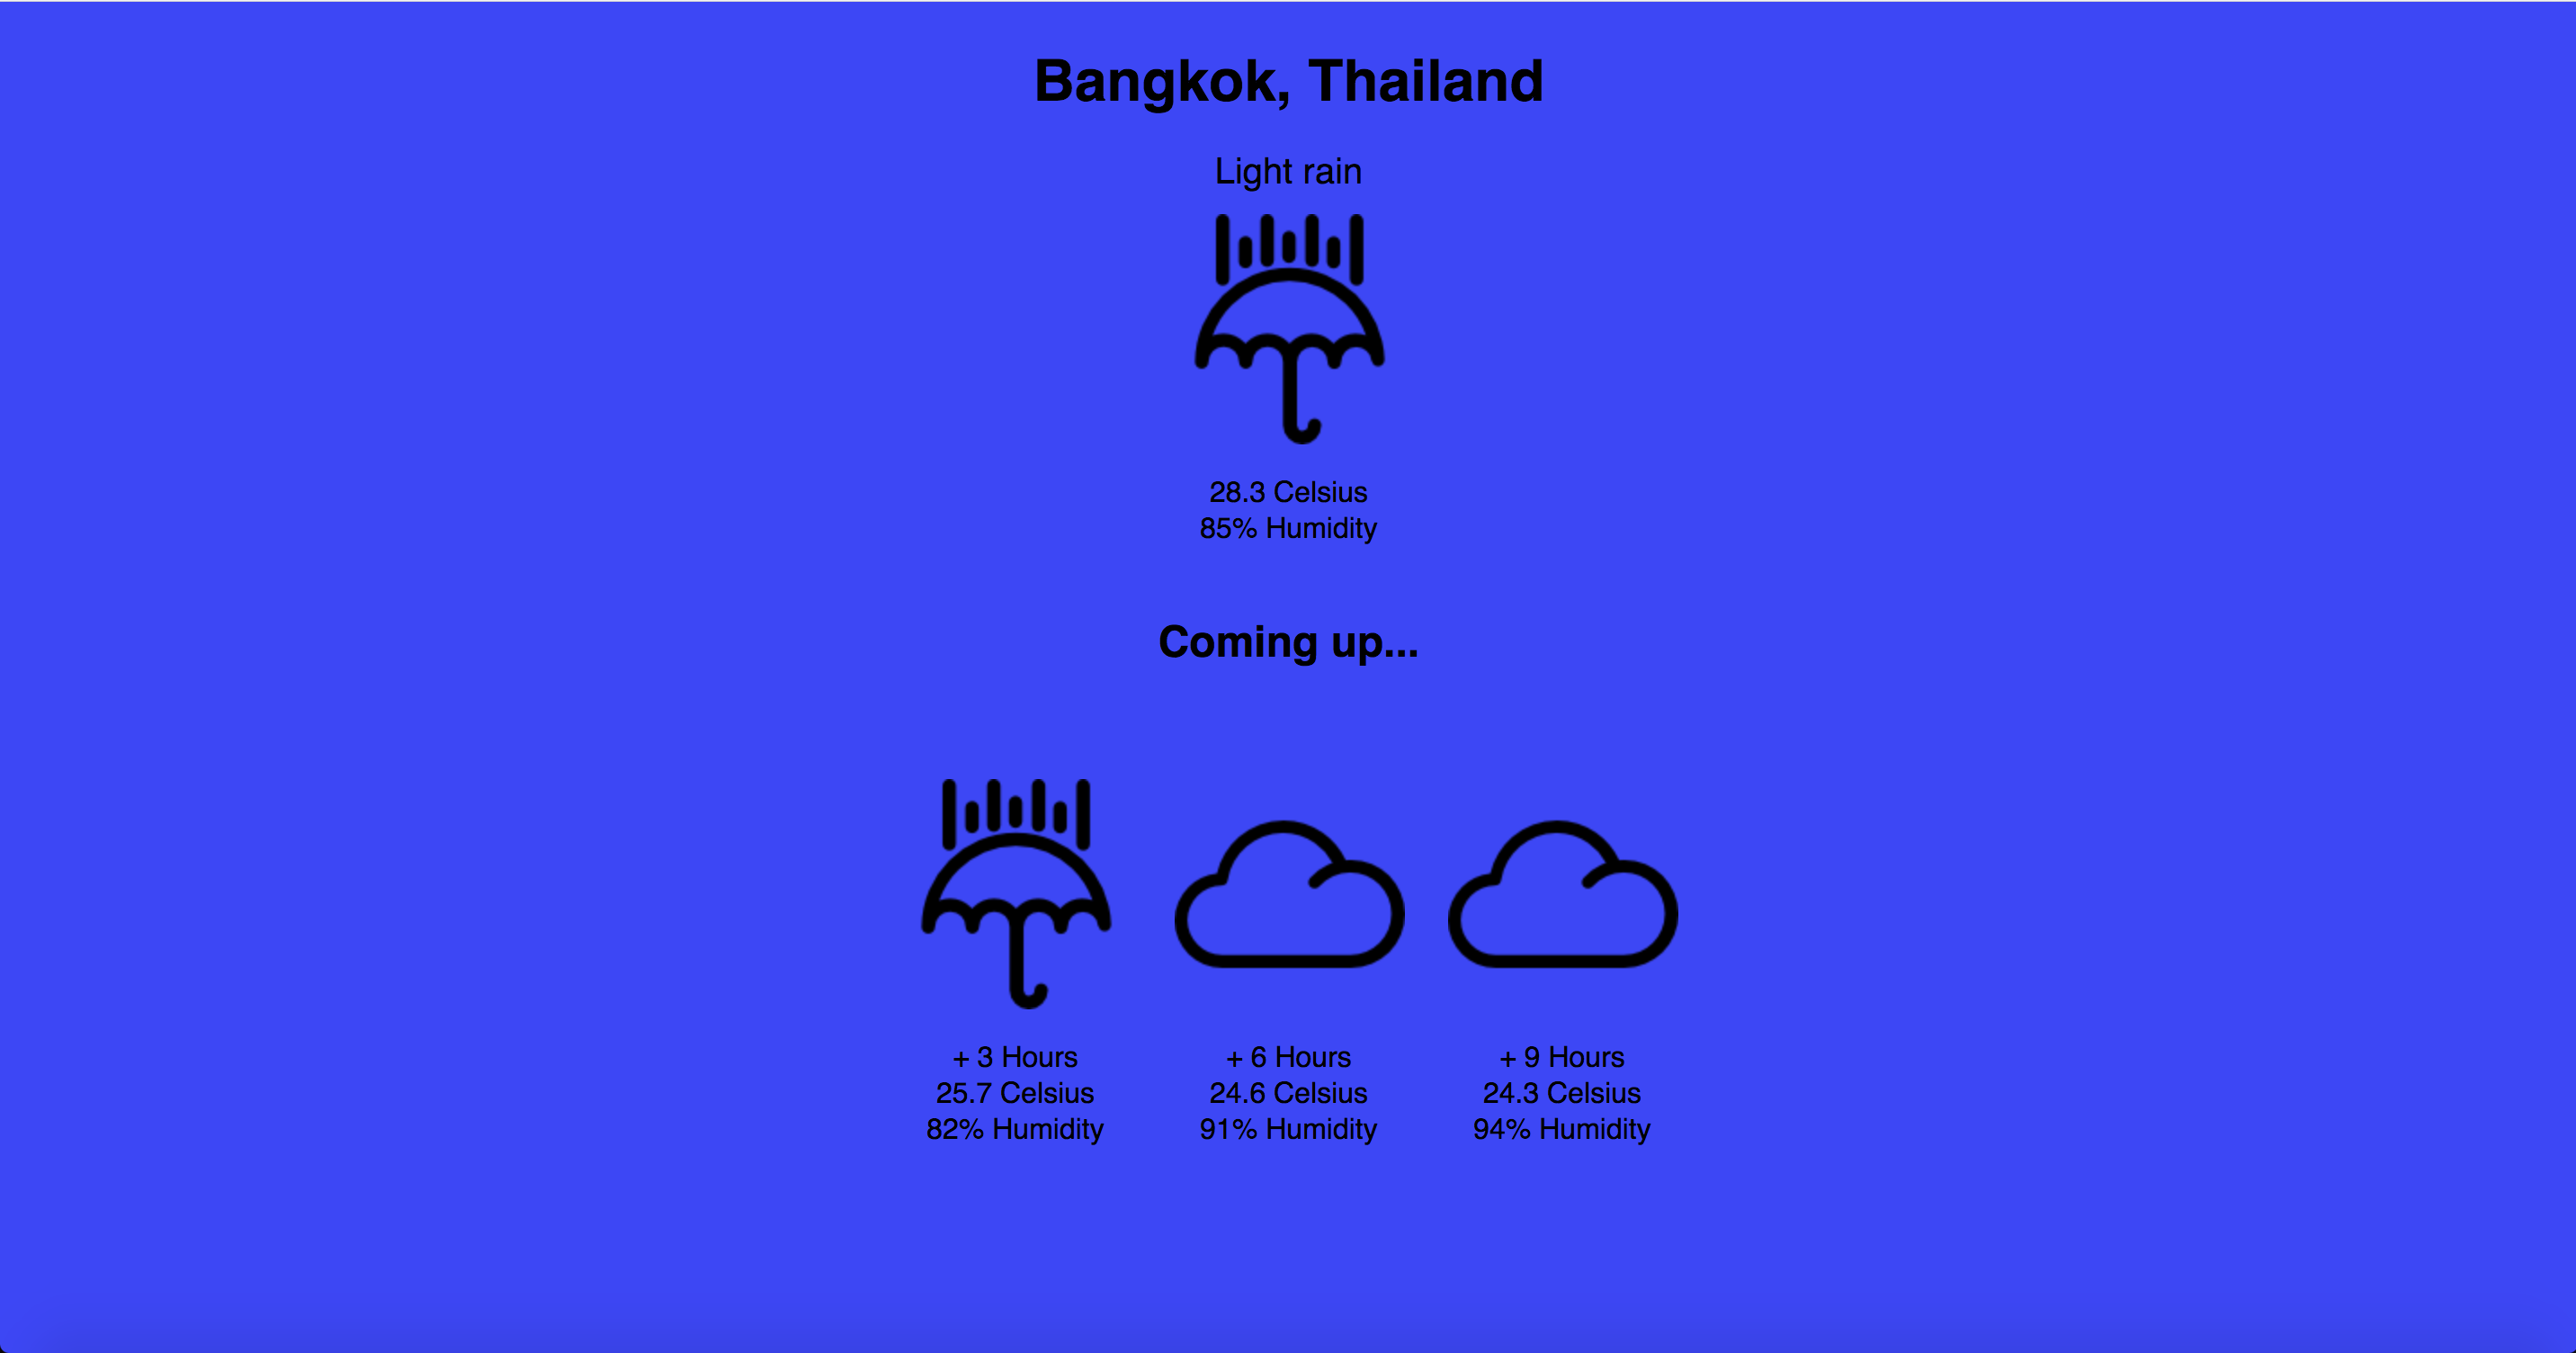 Bangkok, Thailand
Light rain
28.3 Celsius
85% Humidity
Coming up...
+ 3 Hours
25.7 Celsius
82% Humidity
+ 6 Hours
24.6 Celsius
91% Humidity
+ 9 Hours
24.3 Celsius
94% Humidity